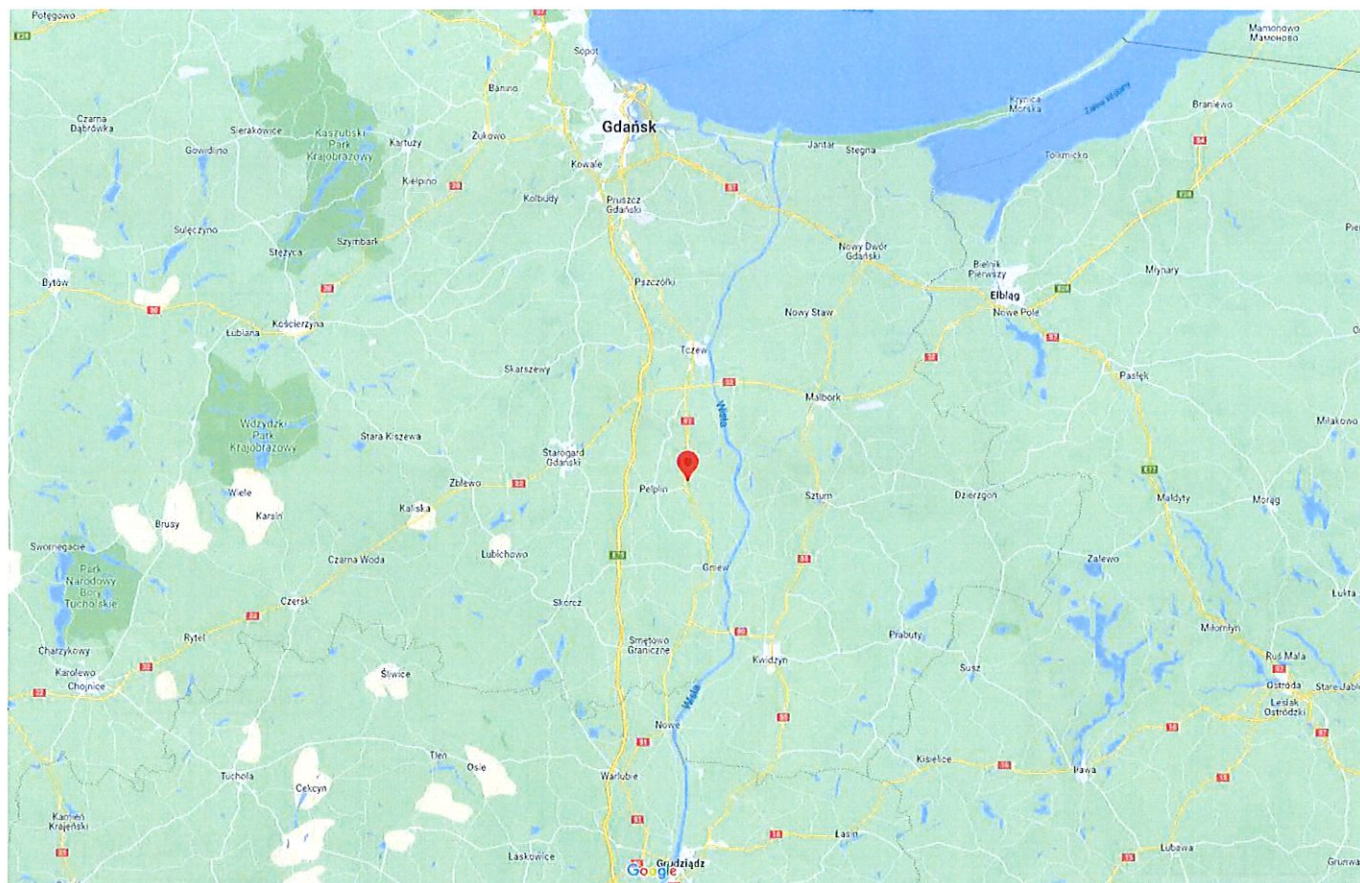 Potęgowo
Mamonowo
Мамоново
Sopot
Banino
Krynica
Morska
Zalew Wiślany
Braniewo
Czarna
Dąbrówka
Sierakowice
Gowidlino
Kaszubski
Park
Krajobrazowy
Kartuzy
Żukowo
Gdańsk
Jantar
Stegna
Tolkmicko
Kiełpino
Kowale
Kolbudy
Pruszcz
Gdański
Sulęczyno
Stężyca
Szymbark
Nowy Dwór
Gdański
Bielnik
Pierwszy
Młynary
Bytów
Pszczółki
Elbląg
Nowe Pole
Nowy Staw
Łubiana
Kościerzyna
Tczew
Skarszewy
Pasłęk
Malbork
Wisła
Wdzydzki
Park
Krajobrazowy
Stara Kiszewa
Starogard
Gdański
Miłakowo
Zblewo
Pelplin
Sztum
Dzierzgoń
Małdyty
Morąg
Wiele
Karsin
Brusy
Kaliska
Swornegacie
Lubichowo
Czarna Woda
Park
Narodowy
Bory
Tucholskie
Gniew
Zalewo
Czersk
Skórcz
Łukta
Rytel
Charzykowy
Karolewo
Chojnice
Smętowo
Graniczne
Kwidzyn
Prabuty
Susz
Miłomłyn
Ruś Mała
Ostróda
Lesiak
Ostródzki
Śliwice
Wisła
Nowe
Tleń
Osie
Tuchola
Cekcyn
Warlubie
Kisielice
Iława
Kamień
Krajeński
Laskowice
Łasin
Lubawa
Grudziądz
Google